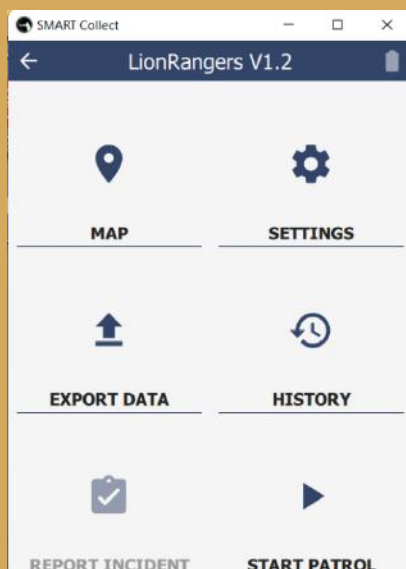 SMART Collect
LionRangers V1.2
MAP
SETTINGS
EXPORT DATA
HISTORY
REPORT INCIDENT
START PATROL